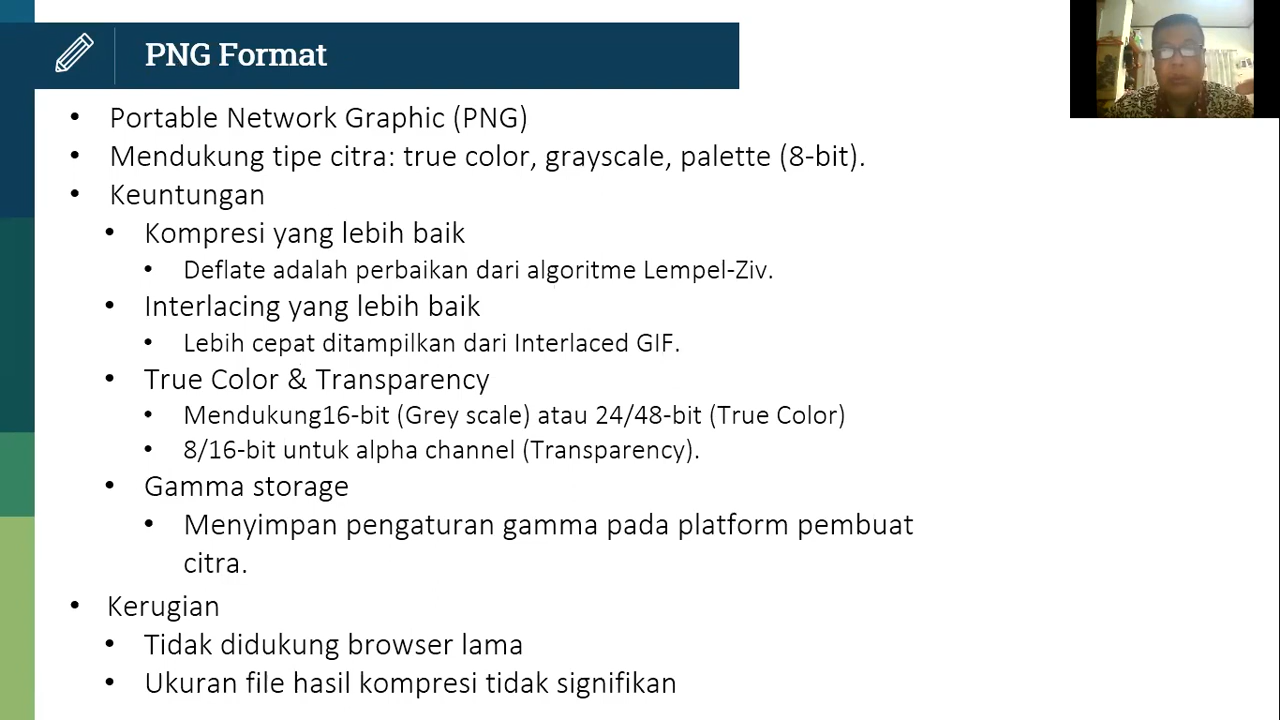 PNG Format
• Portable Network Graphic (PNG)
• Mendukung tipe citra: true color, grayscale, palette (8-bit).
• Keuntungan
• Kompresi yang lebih baik
• Deflate adalah perbaikan dari algoritme Lempel-Ziv.
• Interlacing yang lebih baik
• Lebih cepat ditampilkan dari Interlaced GIF.
• True Color & Transparency
• Mendukung16-bit (Grey scale) atau 24/48-bit (True Color)
• 8/16-bit untuk alpha channel (Transparency).
• Gamma storage
• Menyimpan pengaturan gamma pada platform pembuat
citra.
• Kerugian
• Tidak didukung browser lama
• Ukuran file hasil kompresi tidak signifikan